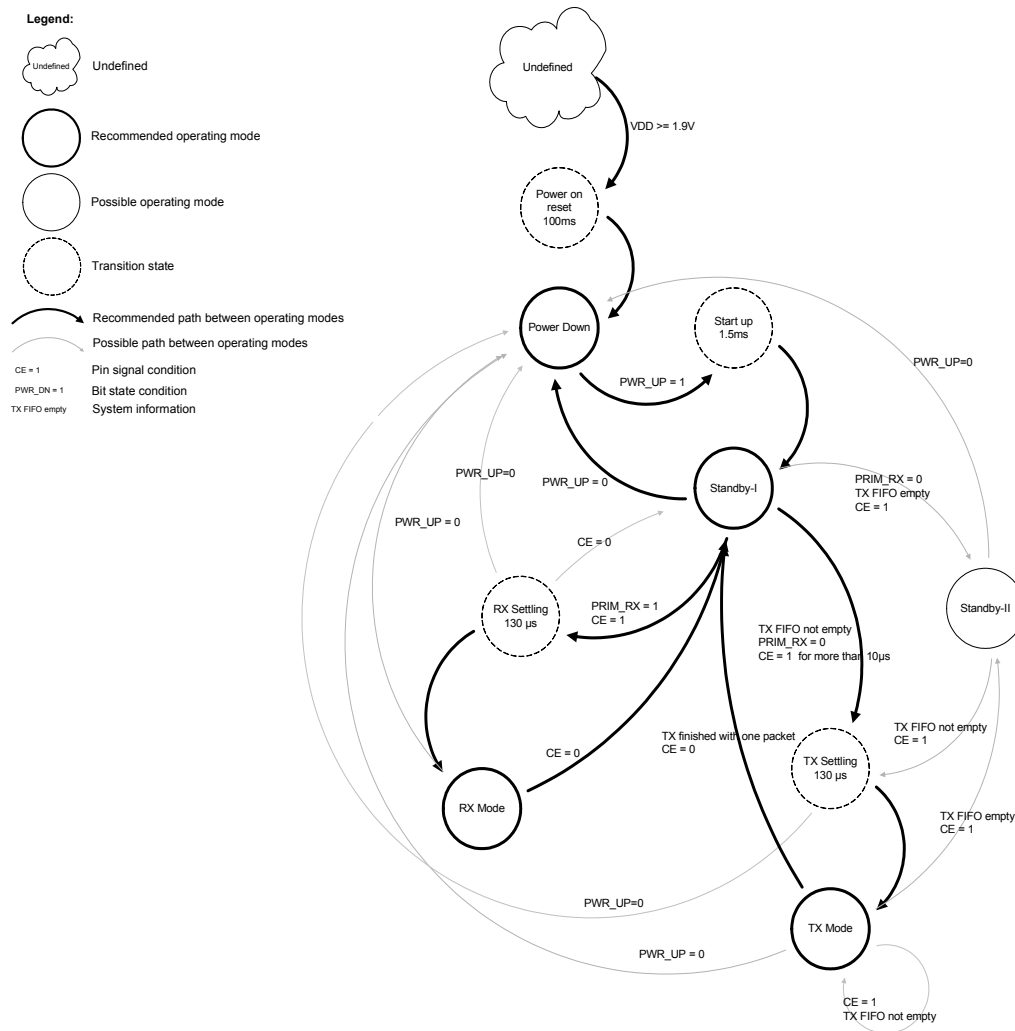 Legend:
Undefined
Undefined
Recommended operating mode
Possible operating mode
Transition state
Recommended path between operating modes
Possible path between operating modes
CE = 1
Pin signal condition
PWR_DN = 1
Bit state condition
TX FIFO empty
System information
Undefined
VDD >= 1.9V
Power on
reset
100ms
Power Down
Start up
1.5ms
PWR_UP=0
PWR_UP = 1
PWR_UP=0
PWR_UP = 0
Standby-I
PRIM_RX = 0
TX FIFO empty
CE = 1
PWR_UP = 0
CE = 0
RX Settling
130 µs
PRIM_RX = 1
CE = 1
Standby-II
TX FIFO not empty
PRIM_RX = 0
CE = 1 for more than 10µs
TX FIFO not empty
CE = 1
CE = 0
TX finished with one packet
CE = 0
TX Settling
130 µs
RX Mode
TX FIFO empty
CE = 1
PWR_UP=0
TX Mode
PWR_UP = 0
CE = 1
TX FIFO not empty